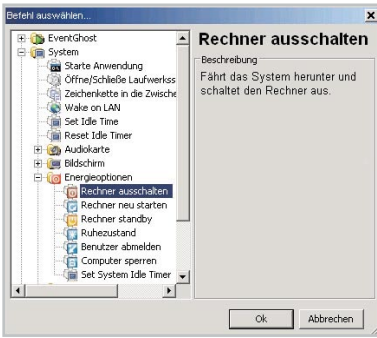 Befehl auswählen...
EventGhost
System
Starte Anwendung
Öffne/Schließe Laufwerkss
Zeichenkette in die Zwische
Wake on LAN
Set Idle Time
Reset Idle Timer
Audiokarte
Bildschirm
Energieoptionen
Rechner ausschalten
Rechner neu starten
Rechner standby
Ruhezustand
Benutzer abmelden
Computer sperren
Set System Idle Timer
Rechner ausschalten
Beschreibung
Fährt das System herunter und
schaltet den Rechner aus.
Ok
Abbrechen